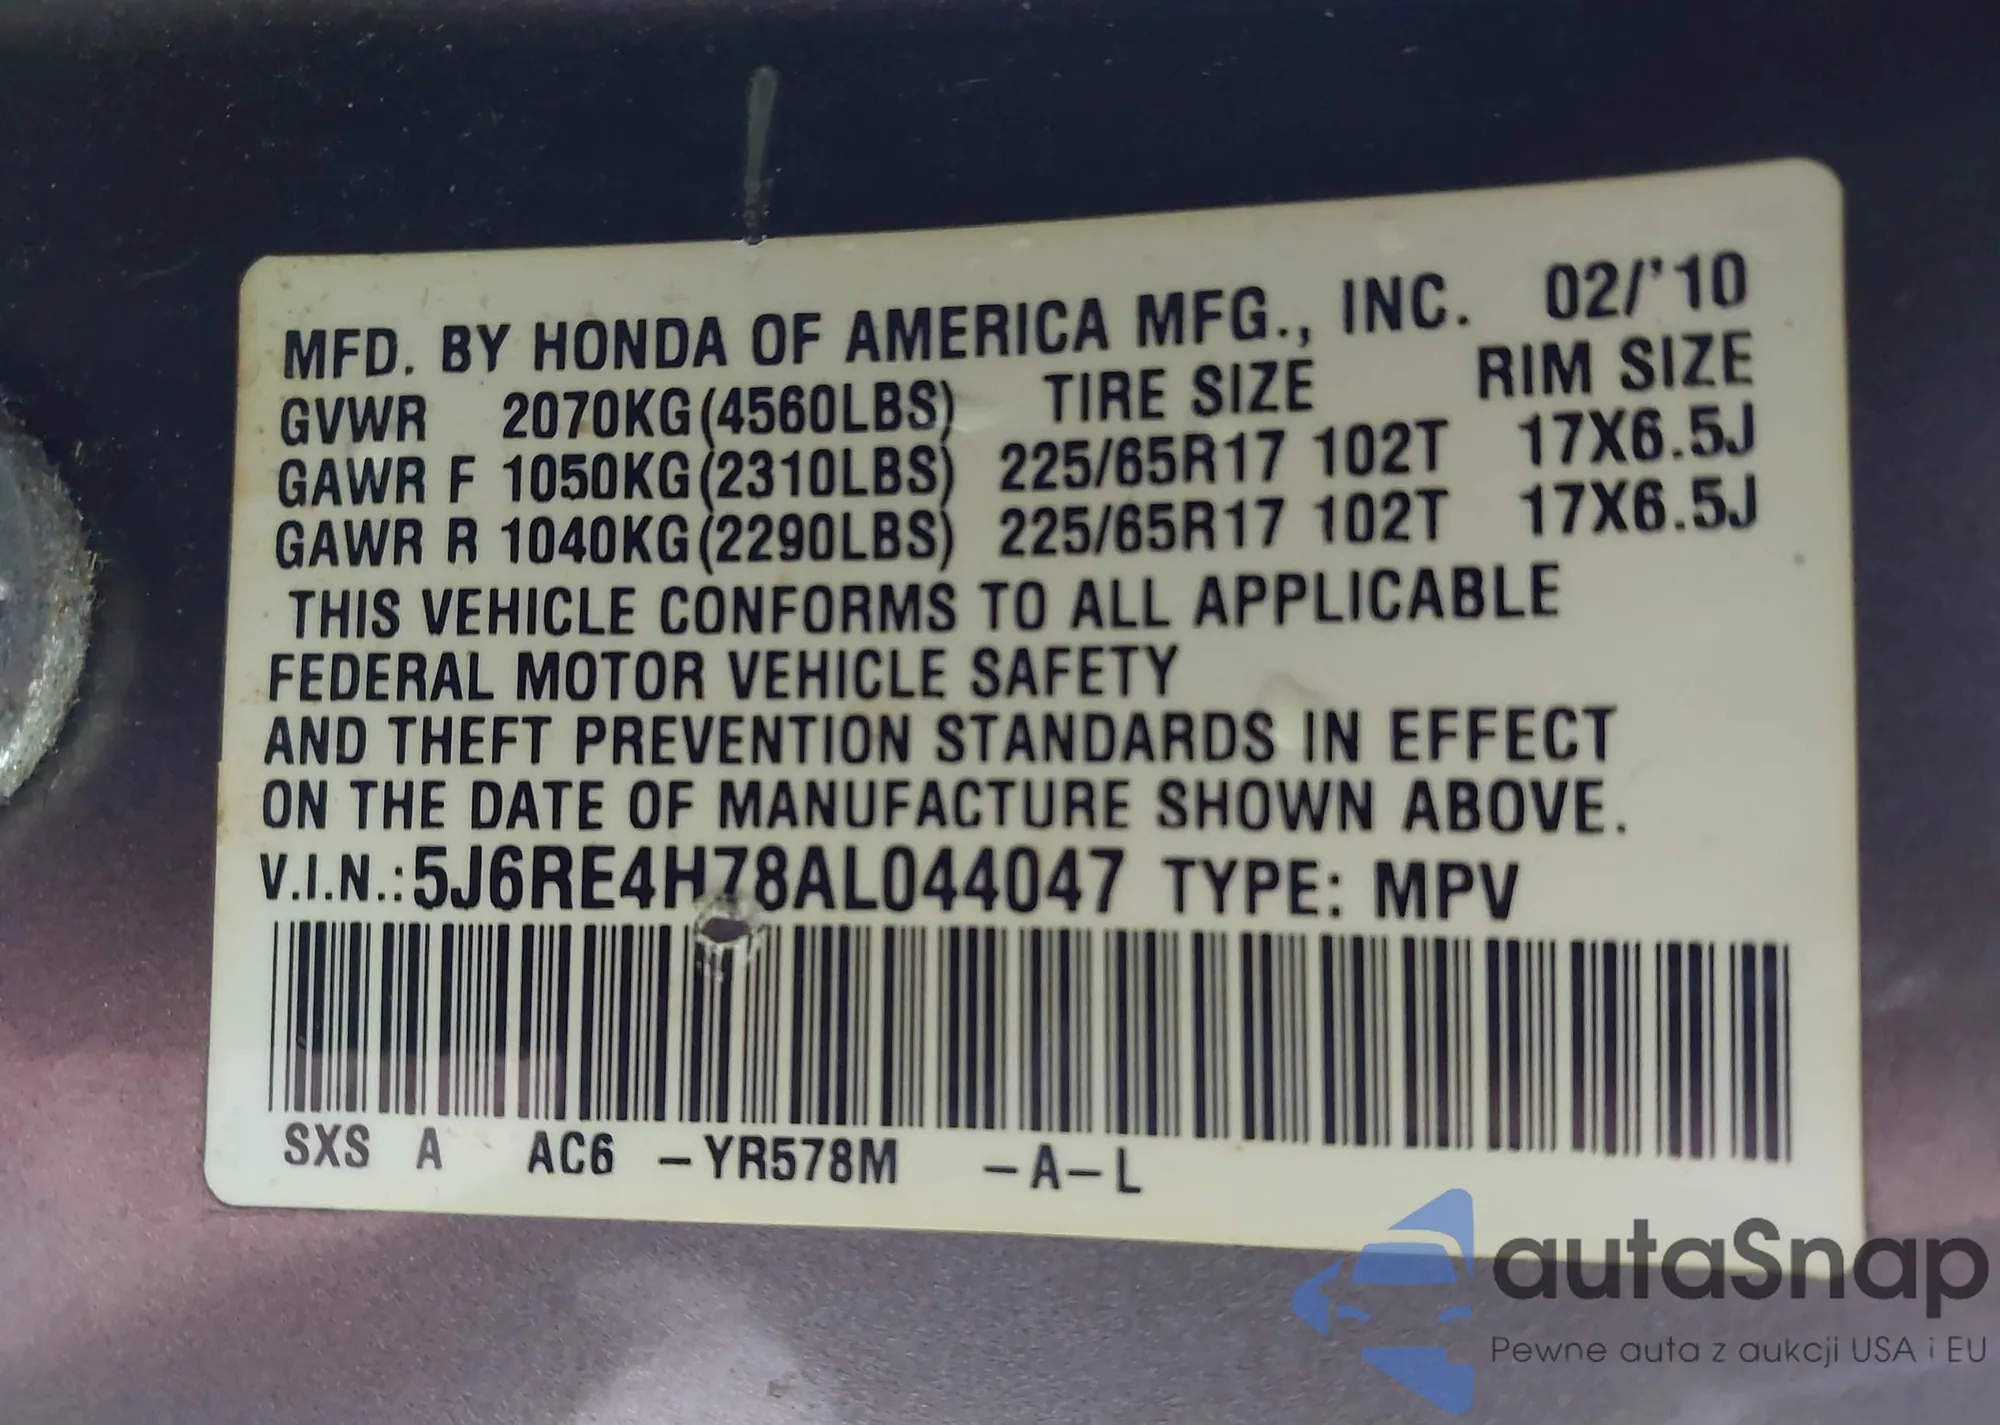 MFD. BY HONDA OF AMERICA MFG., INC. 02/'10
GVWR 2070KG(4560LBS) TIRE SIZE RIM SIZE
GAWR F 1050KG(2310LBS) 225/65R17 102T 17X6.5J
GAWR R 1040KG(2290LBS) 225/65R17 102T 17X6.5J
THIS VEHICLE CONFORMS TO ALL APPLICABLE
FEDERAL MOTOR VEHICLE SAFETY
AND THEFT PREVENTION STANDARDS IN EFFECT
ON THE DATE OF MANUFACTURE SHOWN ABOVE.
V.I.N.:5J6RE4H78AL044047 TYPE: MPV
SXS A AC6 -YR578M -A-L
autaSnap
Pewne auta z aukcji USA i EU